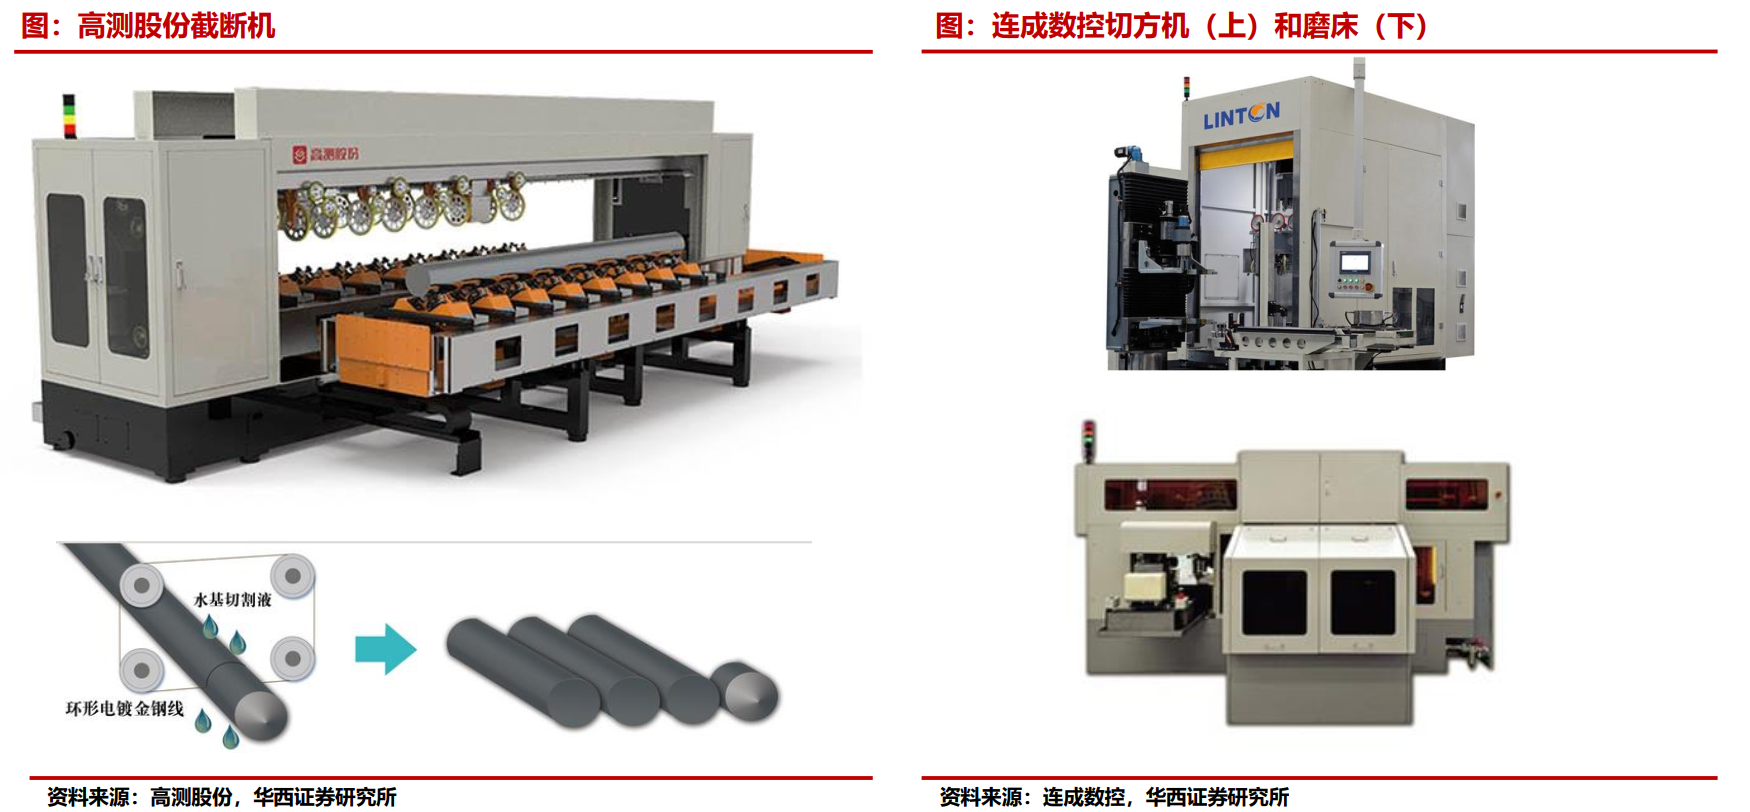 图：高测股份截断机
高测股份
水基切割液
环形电镀金钢线
资料来源：高测股份，华西证券研究所
图：连成数控切方机（上）和磨床（下）
LINTON
资料来源：连成数控，华西证券研究所